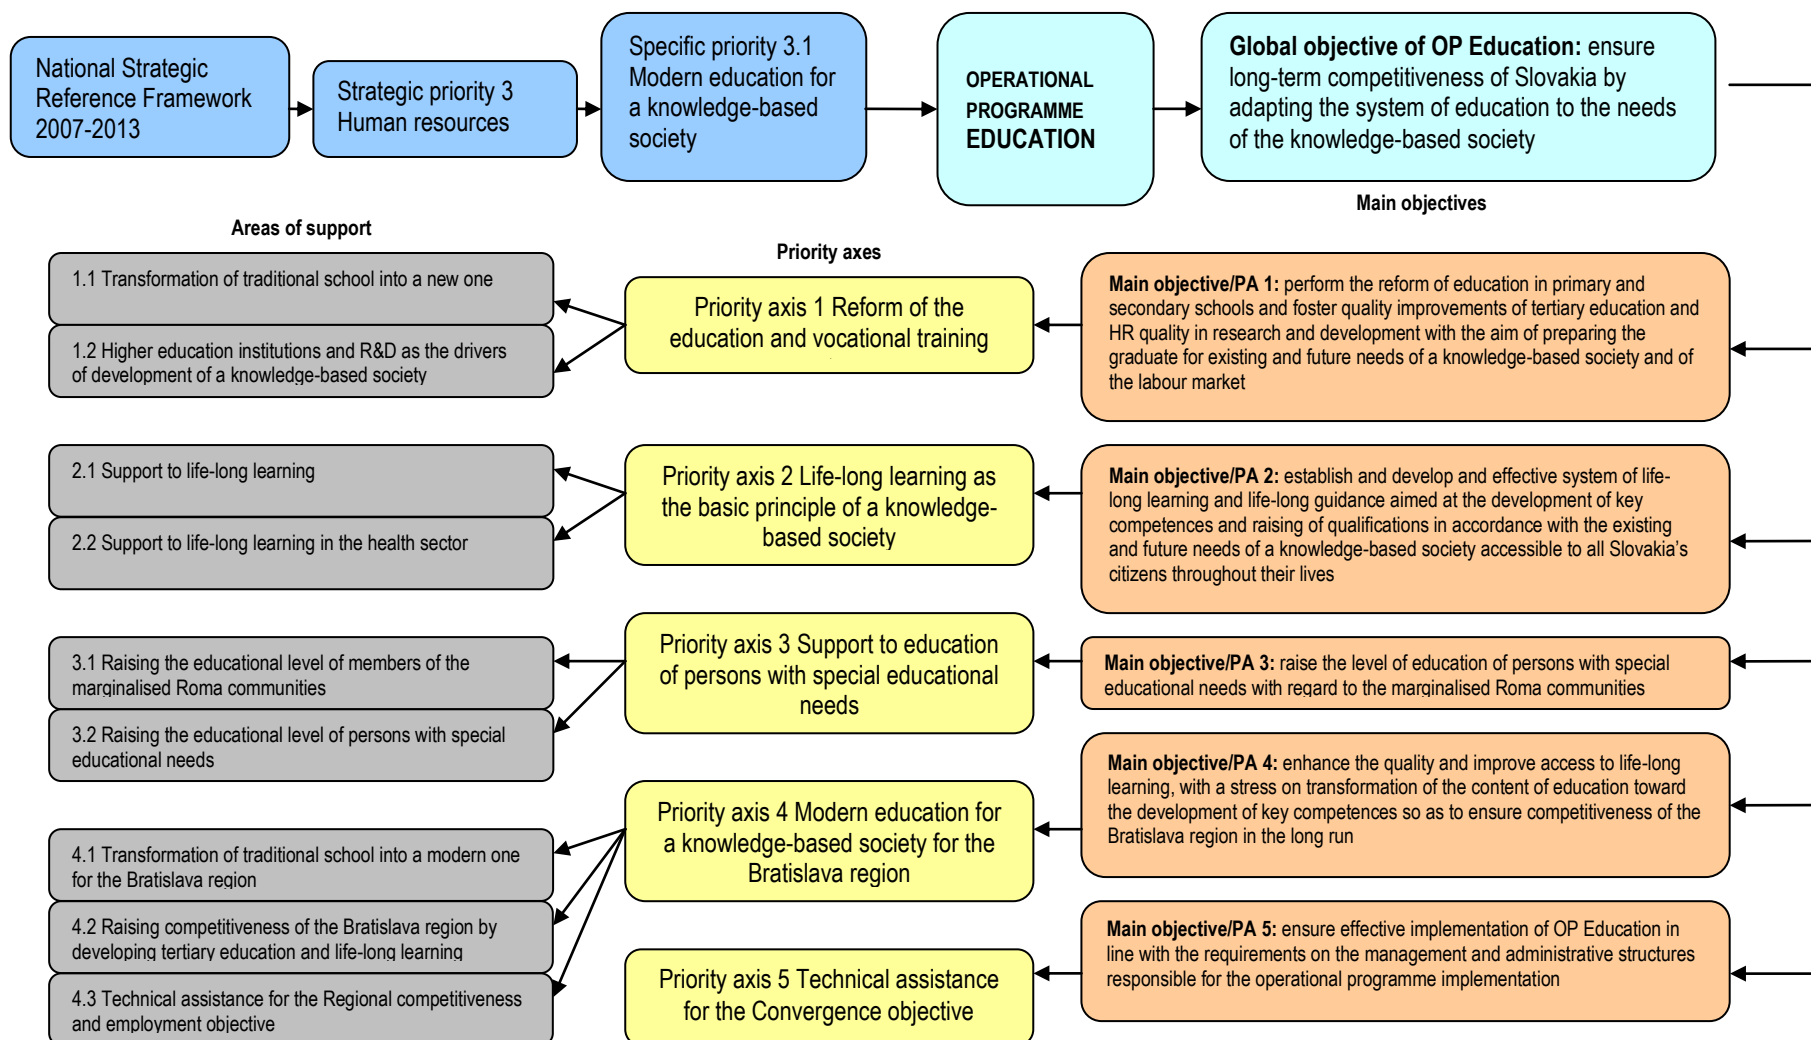 National Strategic
Reference Framework
2007-2013
Strategic priority 3
Human resources
Specific priority 3.1
Modern education for
a knowledge-based
society
OPERATIONAL
PROGRAMME
EDUCATION
Global objective of OP Education: ensure
long-term competitiveness of Slovakia by
adapting the system of education to the needs
of the knowledge-based society
Main objectives
Areas of support
Priority axes
1.1 Transformation of traditional school into a new one
1.2 Higher education institutions and R&D as the drivers
of development of a knowledge-based society
Priority axis 1 Reform of the
education and vocational training
Main objective/PA 1: perform the reform of education in primary and
secondary schools and foster quality improvements of tertiary education and
HR quality in research and development with the aim of preparing the
graduate for existing and future needs of a knowledge-based society and of
the labour market
2.1 Support to life-long learning
2.2 Support to life-long learning in the health sector
Priority axis 2 Life-long learning as
the basic principle of a knowledge-
based society
Main objective/PA 2: establish and develop and effective system of life-
long learning and life-long guidance aimed at the development of key
competences and raising of qualifications in accordance with the existing
and future needs of a knowledge-based society accessible to all Slovakia's
citizens throughout their lives
3.1 Raising the educational level of members of the
marginalised Roma communities
3.2 Raising the educational level of persons with special
educational needs
Priority axis 3 Support to education
of persons with special educational
needs
Main objective/PA 3: raise the level of education of persons with special
educational needs with regard to the marginalised Roma communities
4.1 Transformation of traditional school into a modern one
for the Bratislava region
4.2 Raising competitiveness of the Bratislava region by
developing tertiary education and life-long learning
4.3 Technical assistance for the Regional competitiveness
and employment objective
Priority axis 4 Modern education for
a knowledge-based society for the
Bratislava region
Main objective/PA 4: enhance the quality and improve access to life-long
learning, with a stress on transformation of the content of education toward
the development of key competences so as to ensure competitiveness of the
Bratislava region in the long run
Priority axis 5 Technical assistance
for the Convergence objective
Main objective/PA 5: ensure effective implementation of OP Education in
line with the requirements on the management and administrative structures
responsible for the operational programme implementation